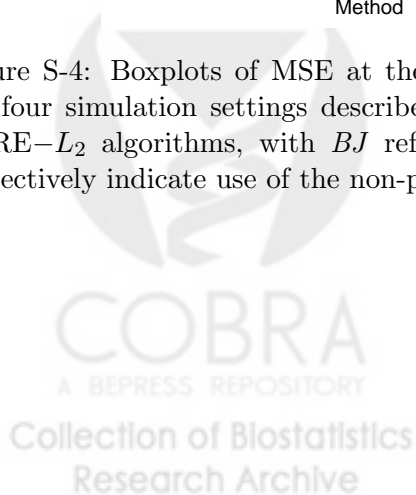 Method
ure S-4: Boxplots of MSE at the
four simulation settings describe
RE−L₂ algorithms, with BJ ref
ectively indicate use of the non-p
COBRA
A BEPRESS REPOSITORY
Collection of Biostatistics
Research Archive